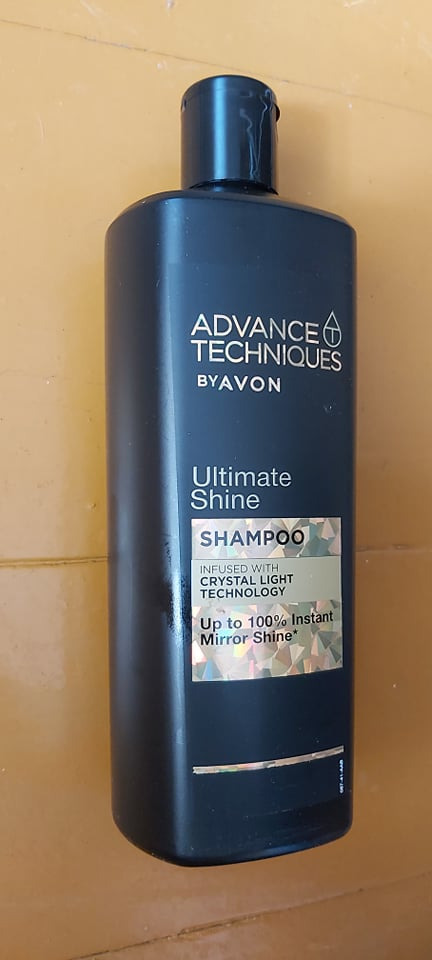 ADVANCE
TECHNIQUES
BY AVON
Ultimate
Shine
SHAMPOO
INFUSED WITH
CRYSTAL LIGHT
TECHNOLOGY
Up to 100% Instant
Mirror Shine*